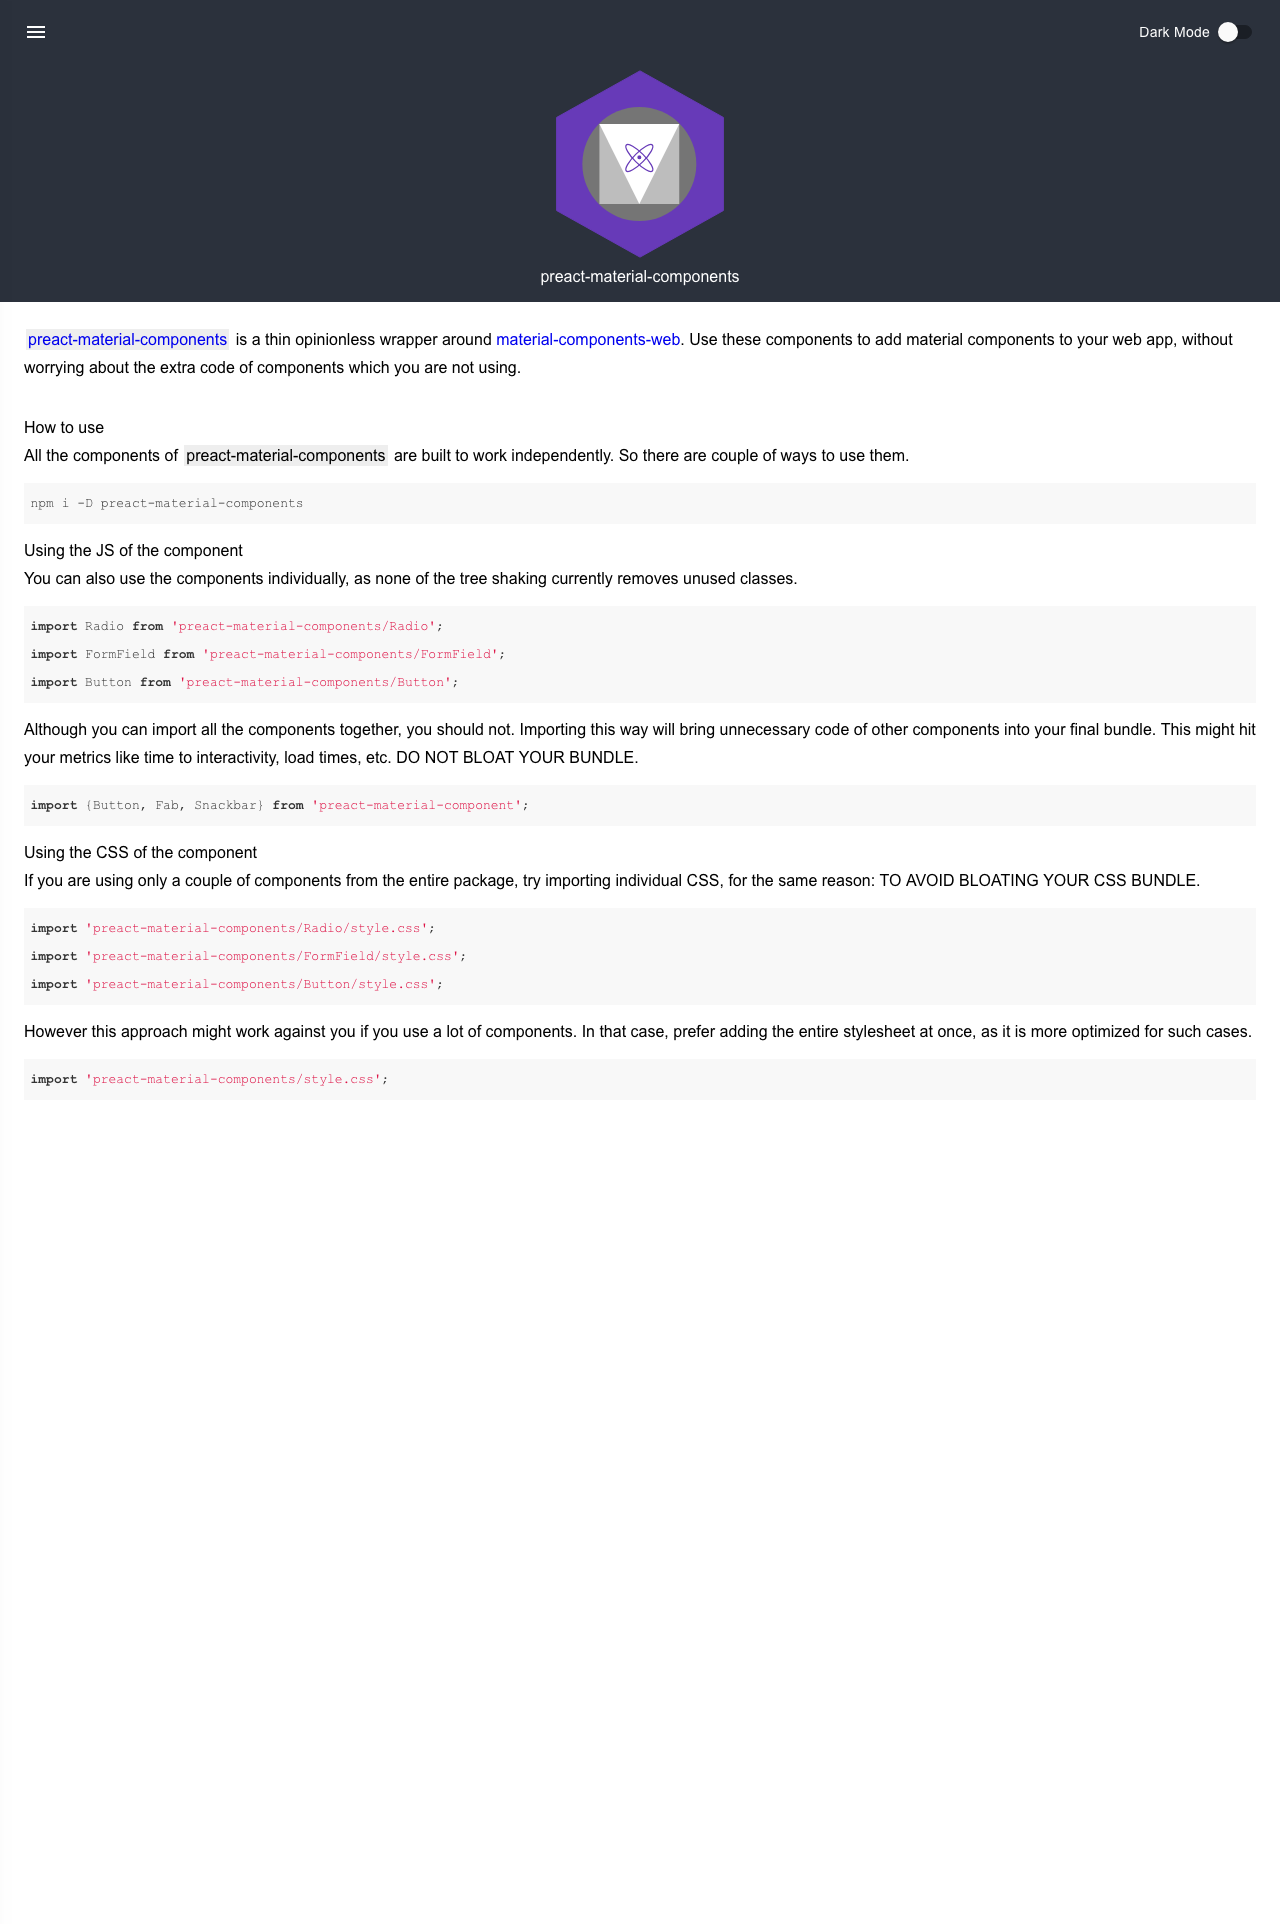 Dark Mode
preact-material-components
preact-material-components is a thin opinionless wrapper around material-components-web. Use these components to add material components to your web app, without
worrying about the extra code of components which you are not using.
How to use
All the components of preact-material-components are built to work independently. So there are couple of ways to use them.
npm i -D preact-material-components
Using the JS of the component
You can also use the components individually, as none of the tree shaking currently removes unused classes.
import Radio from 'preact-material-components/Radio';
import FormField from 'preact-material-components/FormField';
import Button from 'preact-material-components/Button';
Although you can import all the components together, you should not. Importing this way will bring unnecessary code of other components into your final bundle. This might hit
your metrics like time to interactivity, load times, etc. DO NOT BLOAT YOUR BUNDLE.
import {Button, Fab, Snackbar} from 'preact-material-component';
Using the CSS of the component
If you are using only a couple of components from the entire package, try importing individual CSS, for the same reason: TO AVOID BLOATING YOUR CSS BUNDLE.
import 'preact-material-components/Radio/style.css';
import 'preact-material-components/FormField/style.css';
import 'preact-material-components/Button/style.css';
However this approach might work against you if you use a lot of components. In that case, prefer adding the entire stylesheet at once, as it is more optimized for such cases.
import 'preact-material-components/style.css';